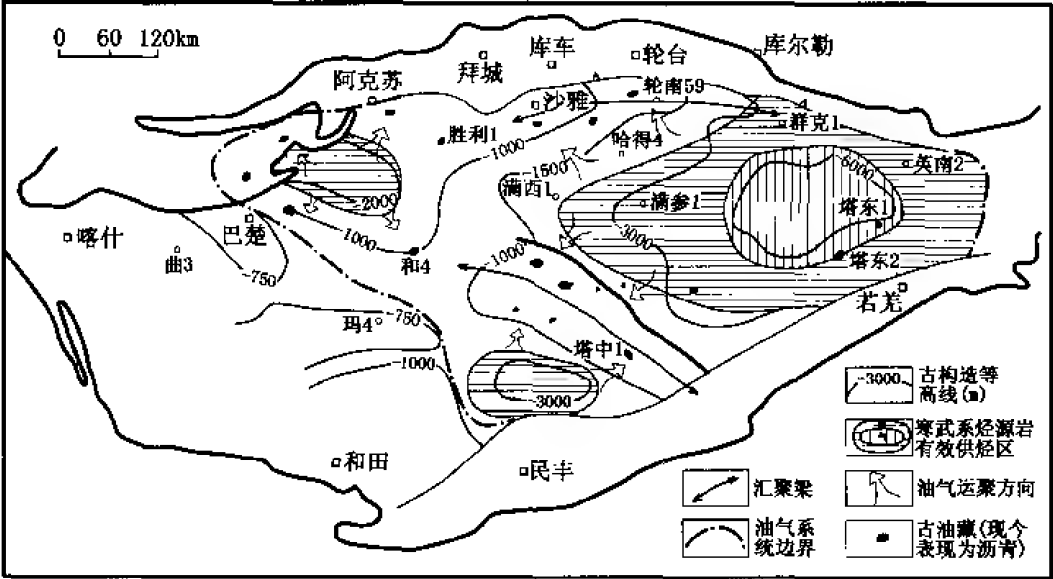 0 60 120km
库车
轮台
库尔勒
拜城
阿克苏
轮南59
沙雅
群克1
胜利1
哈得4
-1000
-6000
英南2
-1500
满西1
满参1
-2000
塔东1
-3000
喀什
巴楚
1000
和4
-1000
塔东2
曲3
-750
若羌
玛4
-750
塔中1
-1000
-3000
-3000
古构造等
高线(m)
寒武系烃源岩
有效供烃区
和田
民丰
汇聚梁
油气运聚方向
油气系
统边界
古油藏(现今
表现为沥青)